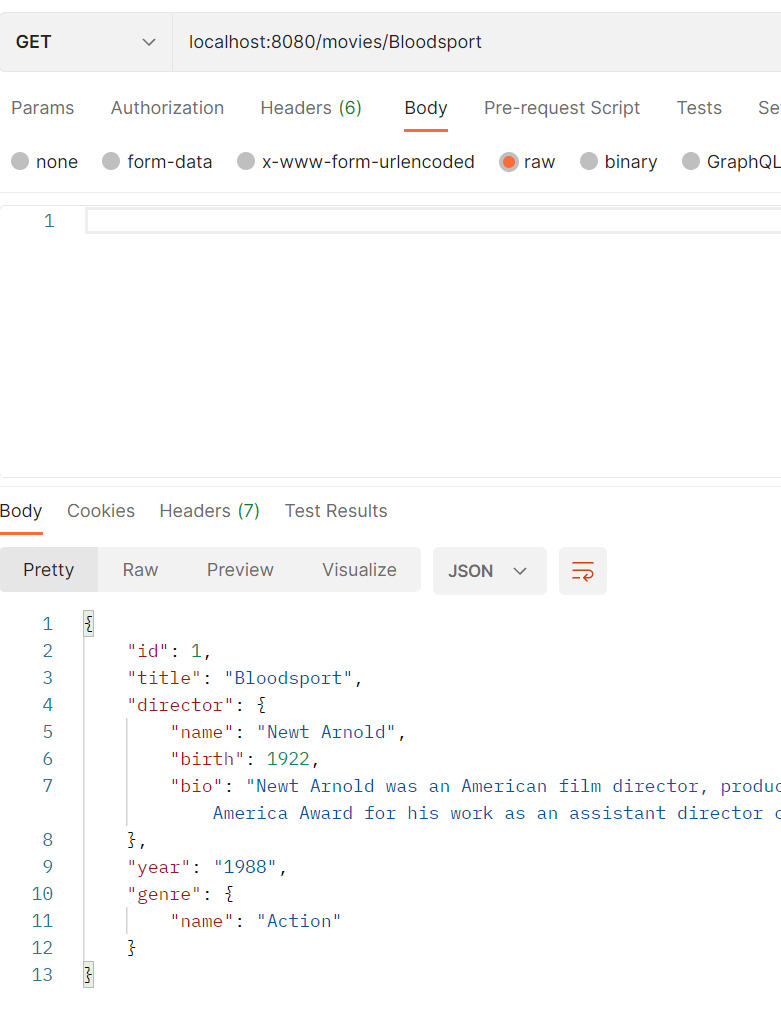 GET localhost:8080/movies/Bloodsport
Params Authorization Headers (6) Body Pre-request Script Tests Se
none form-data x-www-form-urlencoded raw binary GraphQL
1
Body Cookies Headers (7) Test Results
Pretty Raw Preview Visualize JSON
1 {
2 "id": 1,
3 "title": "Bloodsport",
4 "director": {
5 "name": "Newt Arnold",
6 "birth": 1922,
7 "bio": "Newt Arnold was an American film director, produc
America Award for his work as an assistant director o
8 },
9 "year": "1988",
10 "genre": {
11 "name": "Action"
12 }
13 }